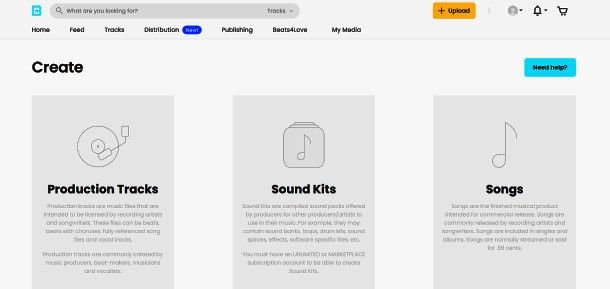 What are you looking for? Tracks
+ Upload
Home Feed Tracks Distribution New! Publishing Beats4Love My Media
Create
Need help?
Production Tracks
Production tracks are music files that are
intended to be licensed by recording artists
and songwriters. These files can be beats,
beats with choruses, fully referenced song
files and vocal tracks.
Production tracks are commonly created by
music producers, beat-makers, musicians
and vocalists.
Sound Kits
Sound Kits are compiled sound packs offered
by producers for other producers/artists to
use in their music. For example, they may
contain sound banks, loops, drum kits, sound
splices, effects, software specific files, etc.
You must have an UNLIMITED or MARKETPLACE
subscription account to be able to create
Sound Kits.
Songs
Songs are the finished musical product
intended for commercial release. Songs are
commonly released by recording artists and
songwriters. Songs are included in singles and
albums. Songs are normally streamed or sold
for .99 cents.